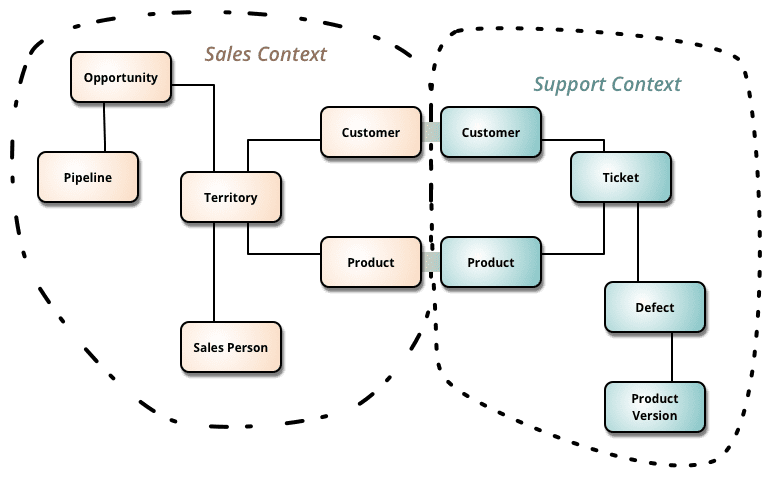 Sales Context
Opportunity
Pipeline
Territory
Customer
Product
Sales Person
Support Context
Customer
Product
Ticket
Defect
Product
Version